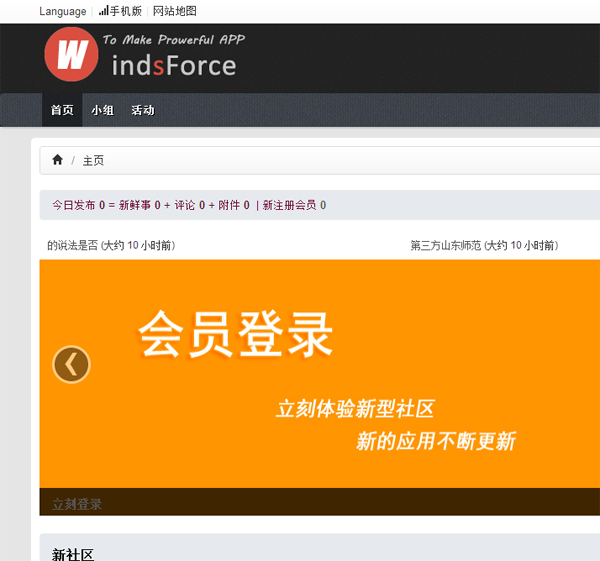 Language | 手机版 | 网站地图
To Make Prowerful APP
W indsForce
首页 小组 活动
/ 主页
今日发布 0 = 新鲜事 0 + 评论 0 + 附件 0 | 新注册会员 0
的说法是否 (大约 10 小时前) 第三方山东师范 (大约 10 小时前)
会员登录
立刻体验新型社区
新的应用不断更新
立刻登录
新社区